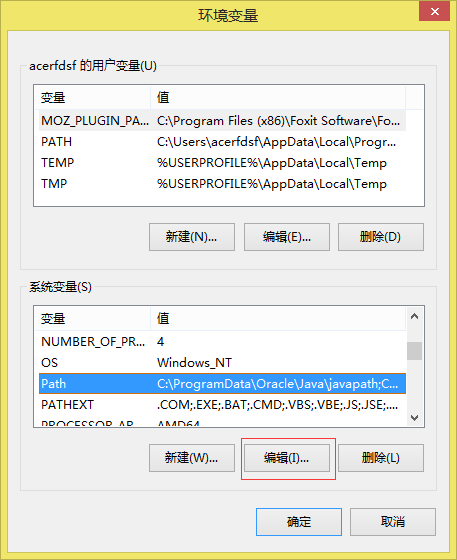 环境变量
acerfdsf 的用户变量(U)
变量 值
MOZ_PLUGIN_PA... C:\Program Files (x86)\Foxit Software\Fo...
PATH C:\Users\acerfdsf\AppData\Local\Progr...
TEMP %USERPROFILE%\AppData\Local\Temp
TMP %USERPROFILE%\AppData\Local\Temp
新建(N)... 编辑(E)... 删除(D)
系统变量(S)
变量 值
NUMBER_OF_PR... 4
OS Windows_NT
Path C:\ProgramData\Oracle\Java\javapath;C...
PATHEXT .COM;.EXE;.BAT;.CMD;.VBS;.VBE;.JS;.JSE;....
PROCESSOR_AR... AMD64
新建(W)... 编辑(I)... 删除(L)
确定 取消